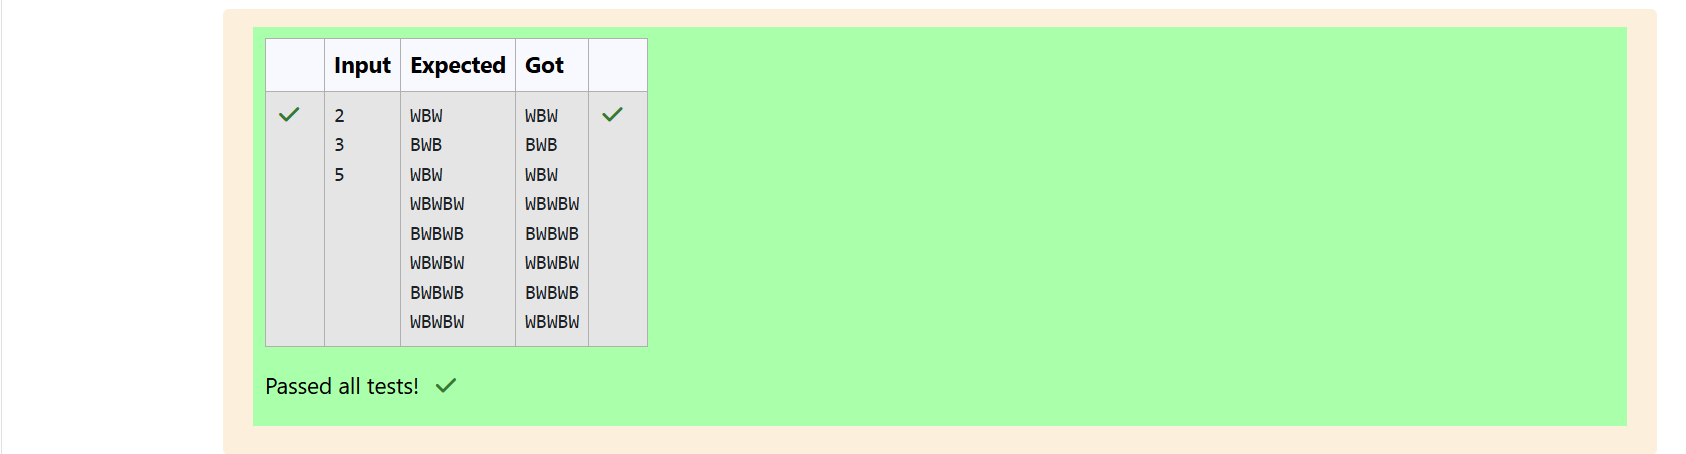 Input Expected Got
2 WBW WBW
3 BWB BWB
5 WBW WBW
WBWBW WBWBW
BWBWB BWBWB
WBWBW WBWBW
BWBWB BWBWB
WBWBW WBWBW
Passed all tests!